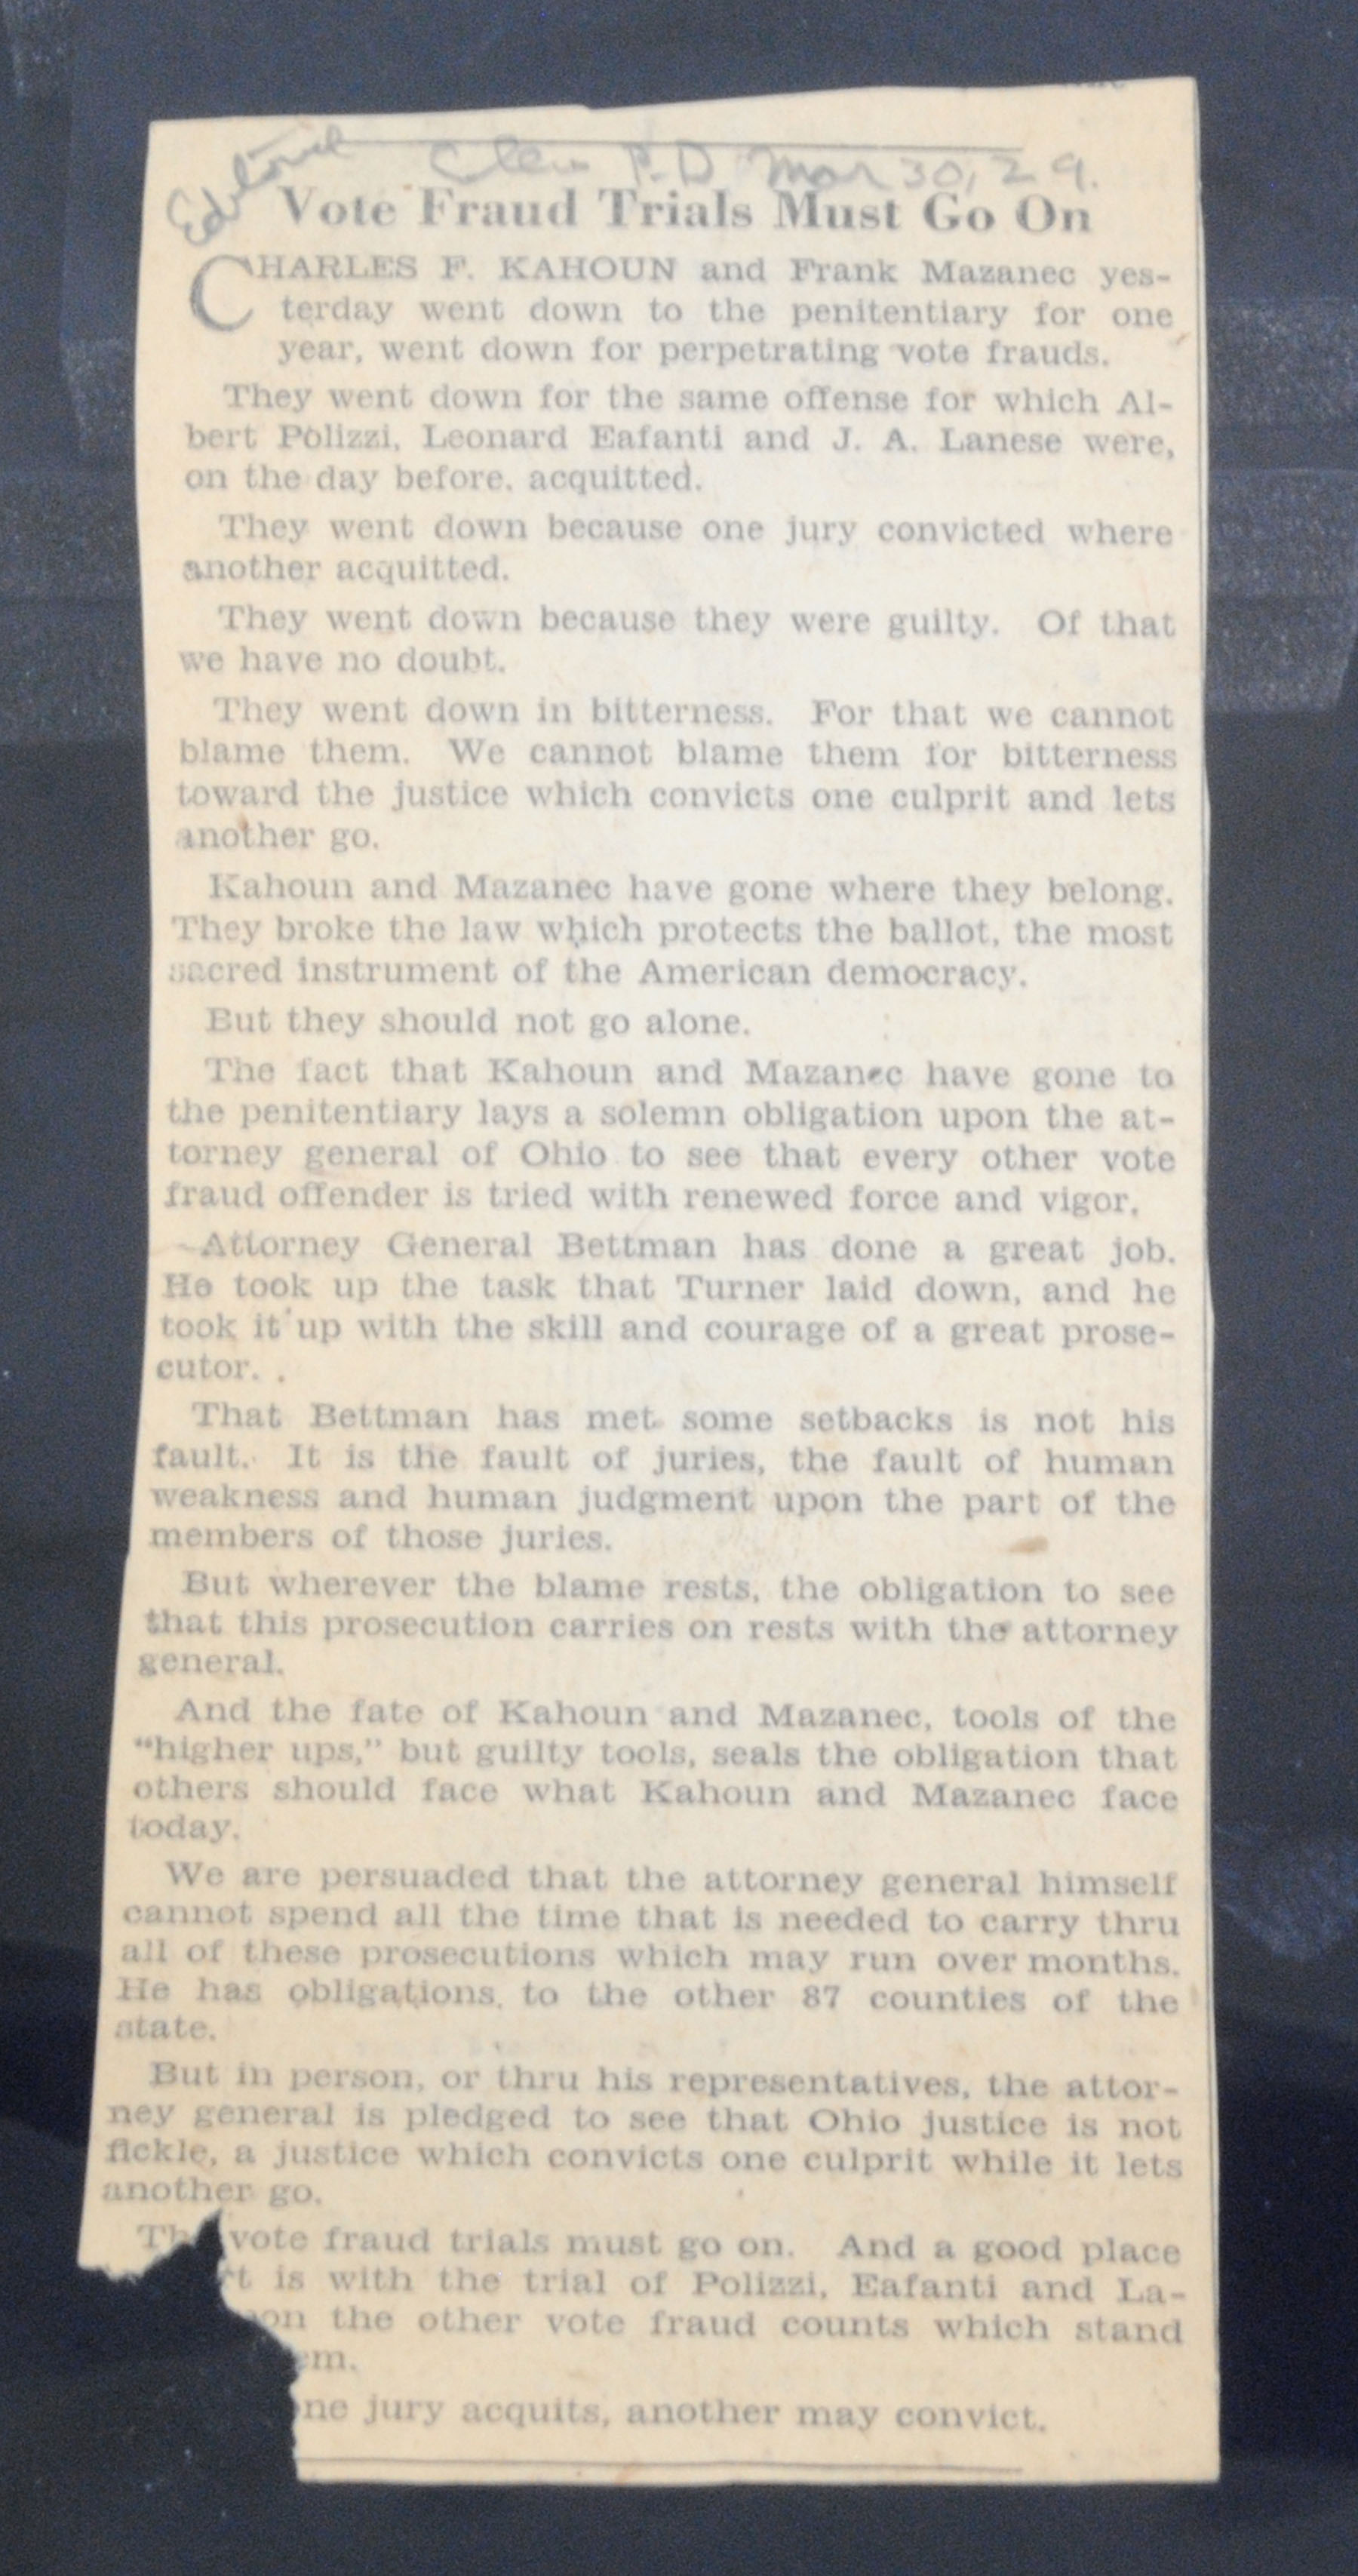 Editorial Clev P.D Mar 30, 29.
Vote Fraud Trials Must Go On
CHARLES F. KAHOUN and Frank Mazanec yes-
terday went down to the penitentiary for one
year, went down for perpetrating vote frauds.
They went down for the same offense for which Al-
bert Polizzi, Leonard Eafanti and J. A. Lanese were,
on the day before, acquitted.
They went down because one jury convicted where
another acquitted.
They went down because they were guilty. Of that
we have no doubt.
They went down in bitterness. For that we cannot
blame them. We cannot blame them for bitterness
toward the justice which convicts one culprit and lets
another go.
Kahoun and Mazanec have gone where they belong.
They broke the law which protects the ballot, the most
sacred instrument of the American democracy.
But they should not go alone.
The fact that Kahoun and Mazanec have gone to
the penitentiary lays a solemn obligation upon the at-
torney general of Ohio to see that every other vote
fraud offender is tried with renewed force and vigor.
Attorney General Bettman has done a great job.
He took up the task that Turner laid down, and he
took it up with the skill and courage of a great prose-
cutor.
That Bettman has met some setbacks is not his
fault. It is the fault of juries, the fault of human
weakness and human judgment upon the part of the
members of those juries.
But wherever the blame rests, the obligation to see
that this prosecution carries on rests with the attorney
general.
And the fate of Kahoun and Mazanec, tools of the
"higher ups," but guilty tools, seals the obligation that
others should face what Kahoun and Mazanec face
today.
We are persuaded that the attorney general himself
cannot spend all the time that is needed to carry thru
all of these prosecutions which may run over months.
He has obligations to the other 87 counties of the
state.
But in person, or thru his representatives, the attor-
ney general is pledged to see that Ohio justice is not
fickle, a justice which convicts one culprit while it lets
another go.
The vote fraud trials must go on. And a good place
rt is with the trial of Polizzi, Eafanti and La-
on the other vote fraud counts which stand
em.
one jury acquits, another may convict.